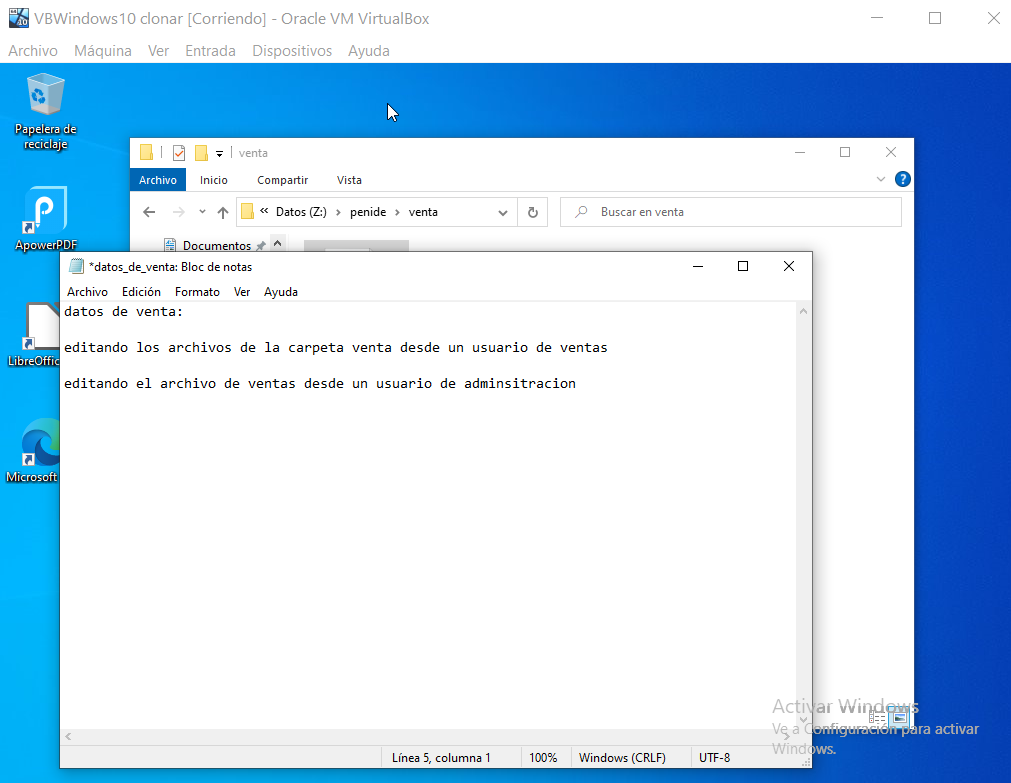 VBWindows10 clonar [Corriendo] - Oracle VM VirtualBox
Archivo Máquina Ver Entrada Dispositivos Ayuda
Papelera de
reciclaje
ApowerPDF
LibreOffic
Microsoft
venta
Archivo Inicio Compartir Vista
« Datos (Z:) › penide › venta
Buscar en venta
Documentos
*datos_de_venta: Bloc de notas
Archivo Edición Formato Ver Ayuda
datos de venta:
editando los archivos de la carpeta venta desde un usuario de ventas
editando el archivo de ventas desde un usuario de adminsitracion
Activar Windows
Ve a Configuración para activar
Windows.
Línea 5, columna 1 100% Windows (CRLF) UTF-8